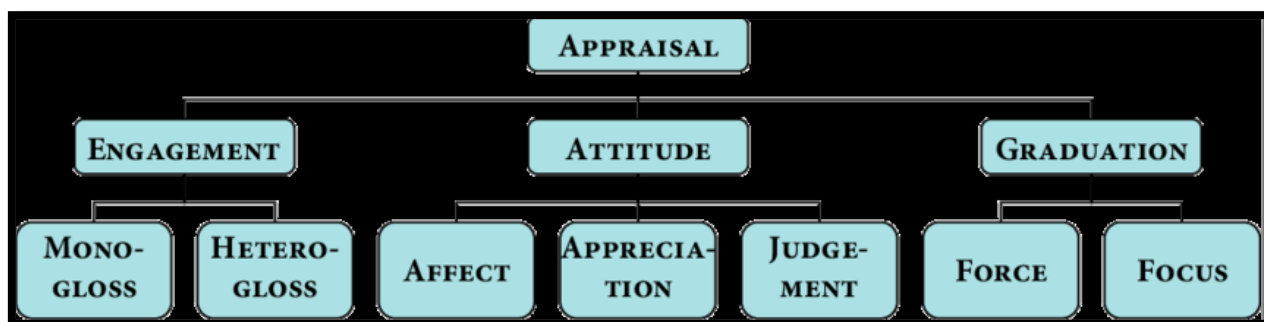 APPRAISAL
ENGAGEMENT
ATTITUDE
GRADUATION
MONO-
GLOSS
HETERO-
GLOSS
AFFECT
APPRECIA-
TION
JUDGE-
MENT
FORCE
FOCUS